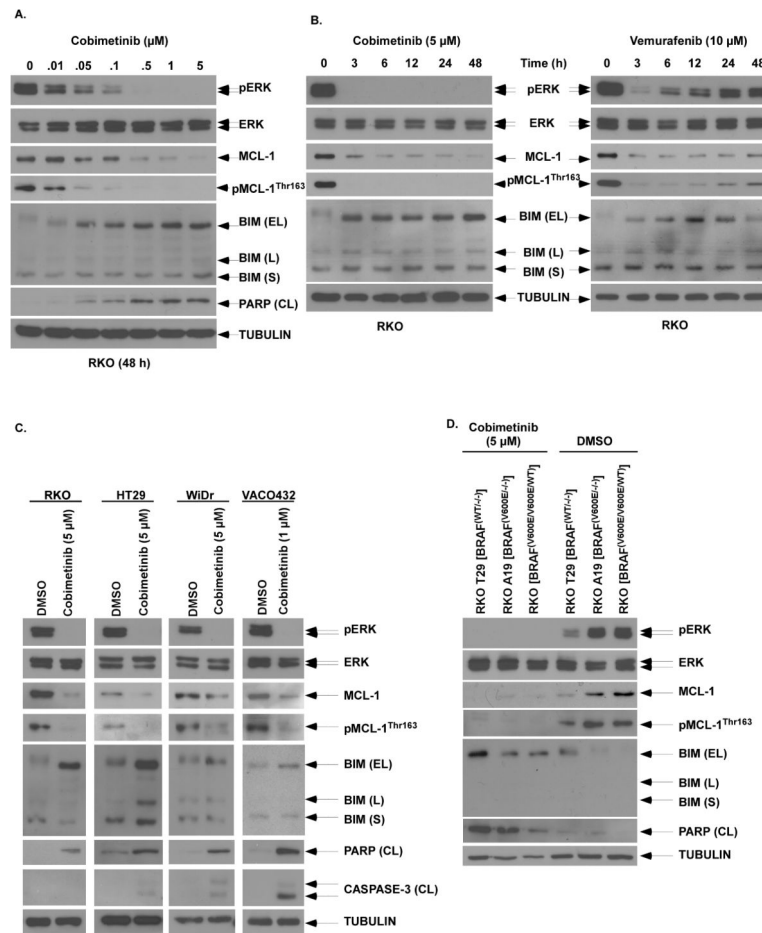 A.
Cobimetinib (µM)
0 .01 .05 .1 .5 1 5
pERK
ERK
MCL-1
pMCL-1Thr163
BIM (EL)
BIM (L)
BIM (S)
PARP (CL)
TUBULIN
RKO (48 h)
B.
Cobimetinib (5 µM) Vemurafenib (10 µM)
0 3 6 12 24 48 Time (h) 0 3 6 12 24 48
pERK
ERK
MCL-1
pMCL-1Thr163
BIM (EL)
BIM (L)
BIM (S)
TUBULIN
RKO RKO
C.
RKO HT29 WiDr VACO432
DMSO
Cobimetinib (5 µM)
DMSO
Cobimetinib (5 µM)
DMSO
Cobimetinib (5 µM)
DMSO
Cobimetinib (1 µM)
pERK
ERK
MCL-1
pMCL-1Thr163
BIM (EL)
BIM (L)
BIM (S)
PARP (CL)
CASPASE-3 (CL)
TUBULIN
D.
Cobimetinib
(5 µM) DMSO
RKO T29 [BRAF(WT/-/-)]
RKO A19 [BRAF(V600E/-/-)]
RKO [BRAF(V600E/V600E/WT)]
RKO T29 [BRAF(WT/-/-)]
RKO A19 [BRAF(V600E/-/-)]
RKO [BRAF(V600E/V600E/WT)]
pERK
ERK
MCL-1
pMCL-1Thr163
BIM (EL)
BIM (L)
BIM (S)
PARP (CL)
TUBULIN